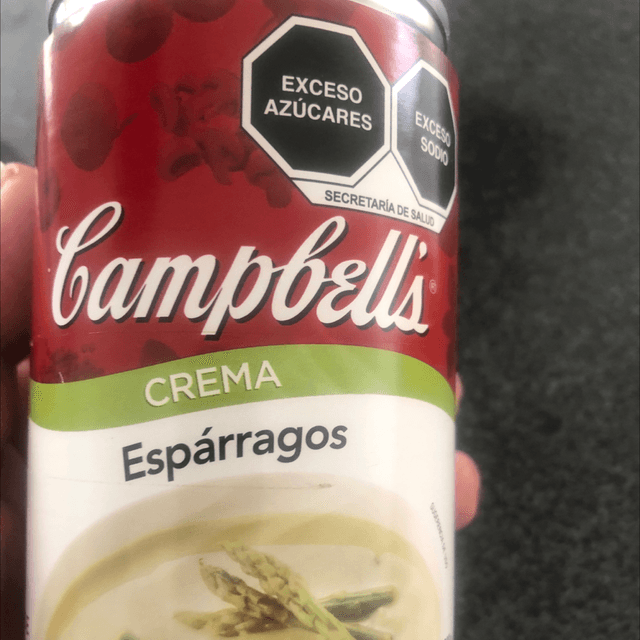 EXCESO
AZÚCARES
EXCESO
SODIO
SECRETARÍA DE SALUD
Campbell's®
CREMA
Espárragos